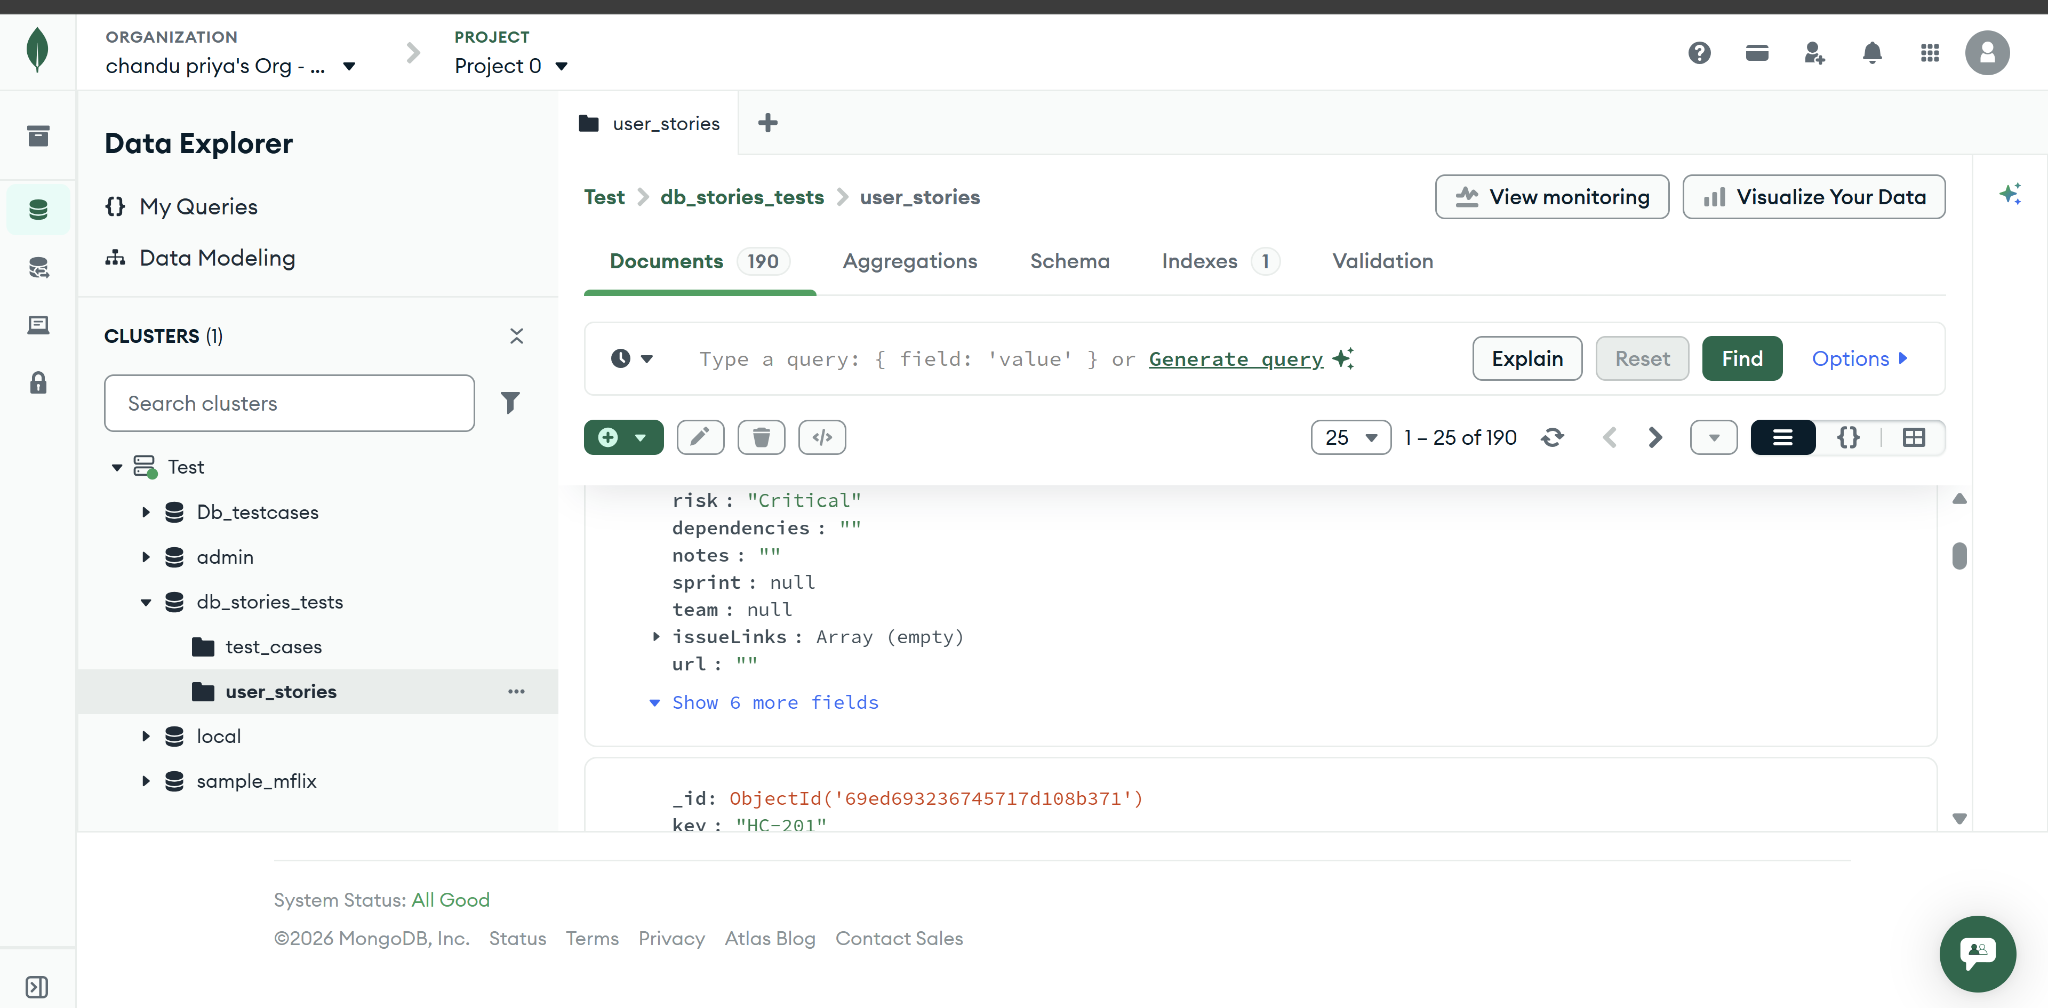 ORGANIZATION
chandu priya's Org - ...
PROJECT
Project 0
Data Explorer
My Queries
Data Modeling
CLUSTERS (1)
Search clusters
Test
Db_testcases
admin
db_stories_tests
test_cases
user_stories
local
sample_mflix
user_stories
Test > db_stories_tests > user_stories
View monitoring
Visualize Your Data
Documents 190
Aggregations
Schema
Indexes 1
Validation
Type a query: { field: 'value' } or Generate query
Explain
Reset
Find
Options
25
1 – 25 of 190
risk : "Critical"
dependencies : ""
notes : ""
sprint : null
team : null
issueLinks : Array (empty)
url : ""
Show 6 more fields
_id: ObjectId('69ed693236745717d108b371')
key : "HC-201"
System Status: All Good
©2026 MongoDB, Inc. Status Terms Privacy Atlas Blog Contact Sales